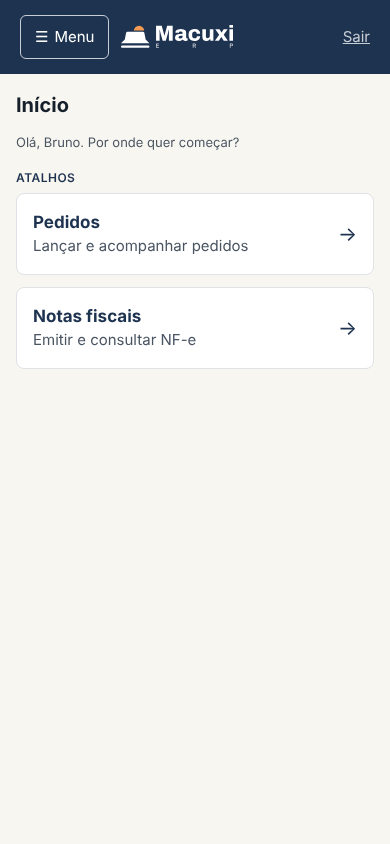 ☰ Menu
Macuxi
E R P
Sair
Início
Olá, Bruno. Por onde quer começar?
ATALHOS
Pedidos
Lançar e acompanhar pedidos
→
Notas fiscais
Emitir e consultar NF-e
→